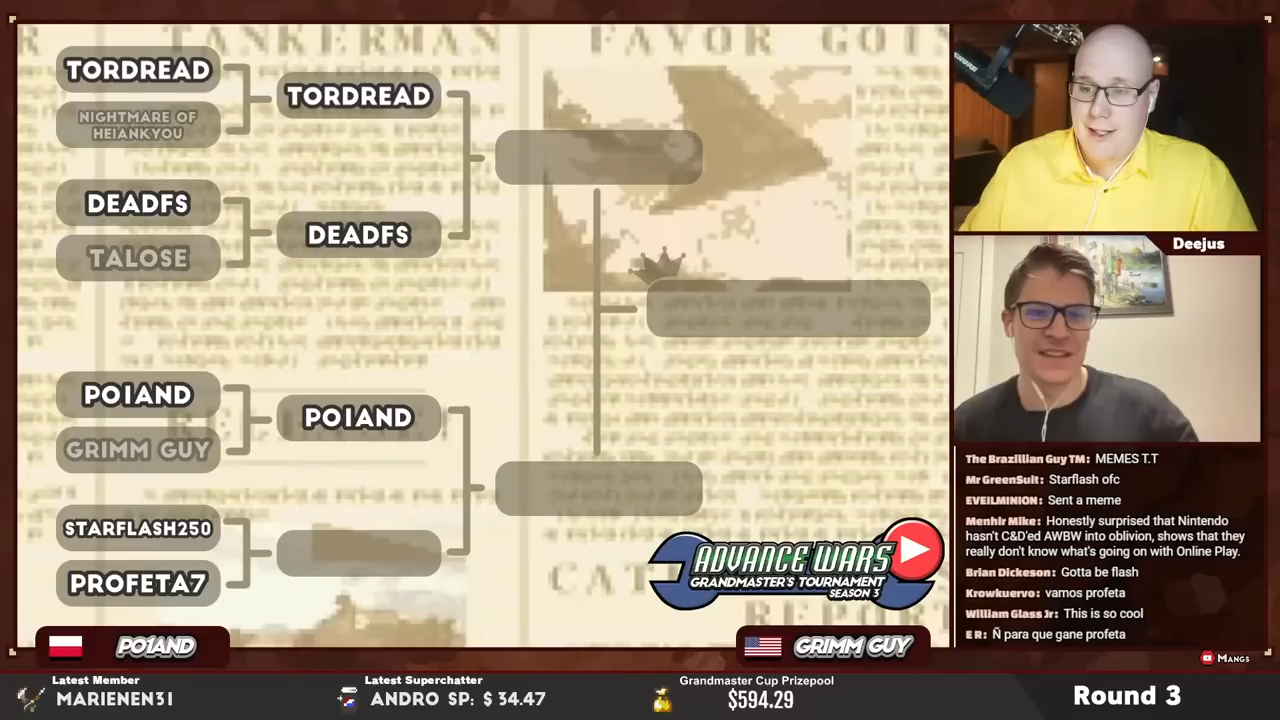 TANKERMAN
FAVOR GOES
TORDREAD
NIGHTMARE OF
HEIANKYOU
TORDREAD
DEADFS
TALOSE
DEADFS
PO1AND
GRIMM GUY
PO1AND
STARFLASH250
PROFETA7
ADVANCE WARS
GRANDMASTER'S TOURNAMENT
SEASON 3
PO1AND
GRIMM GUY
Deejus
The Brazillian Guy TM: MEMES T.T
Mr GreenSuit: Starflash ofc
EVEILMINION: Sent a meme
Menhir Mike: Honestly surprised that Nintendo
hasn't C&D'ed AWBW into oblivion, shows that they
really don't know what's going on with Online Play.
Brian Dickeson: Gotta be flash
Krowkuervo: vamos profeta
William Glass Jr: This is so cool
E R: Ñ para que gane profeta
MANGS
Latest Member
MARIENEN31
Latest Superchatter
ANDRO SP: $ 34.47
Grandmaster Cup Prizepool
$594.29
Round 3